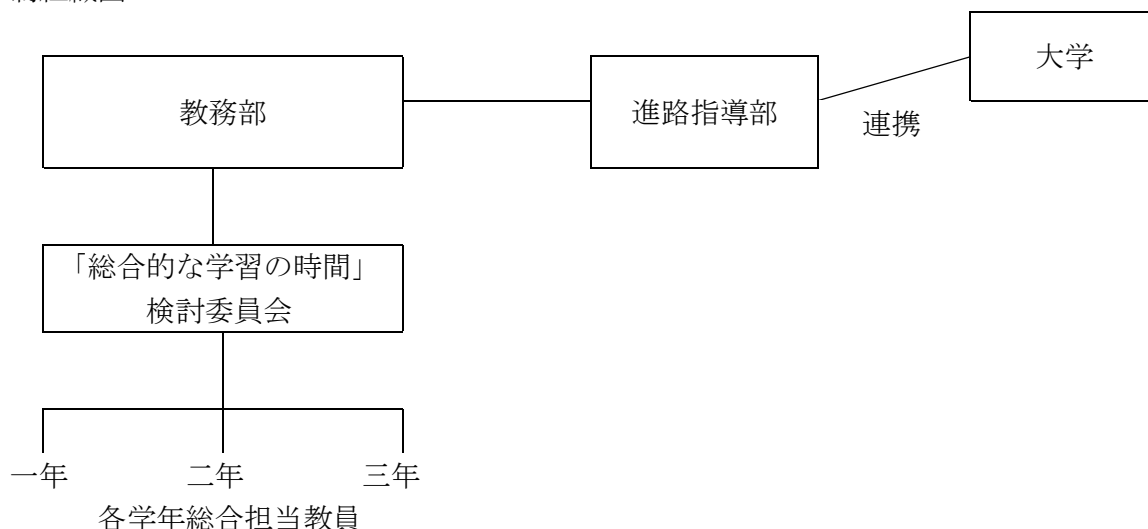 大学
教務部
進路指導部
連携
「総合的な学習の時間」
検討委員会
一年 二年 三年
各学年総合担当教員